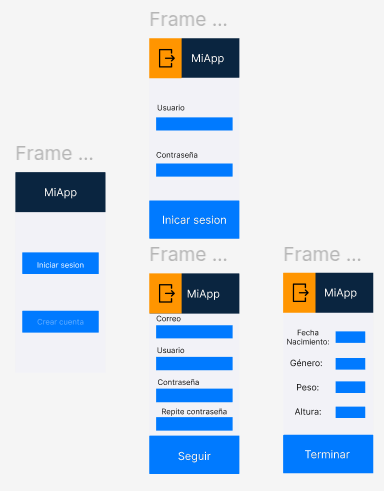 Frame ...
MiApp
Iniciar sesion
Crear cuenta
Frame ...
MiApp
Usuario
Contraseña
Inicar sesion
Frame ...
MiApp
Correo
Usuario
Contraseña
Repite contraseña
Seguir
Frame ...
MiApp
Fecha
Nacimiento:
Género:
Peso:
Altura:
Terminar